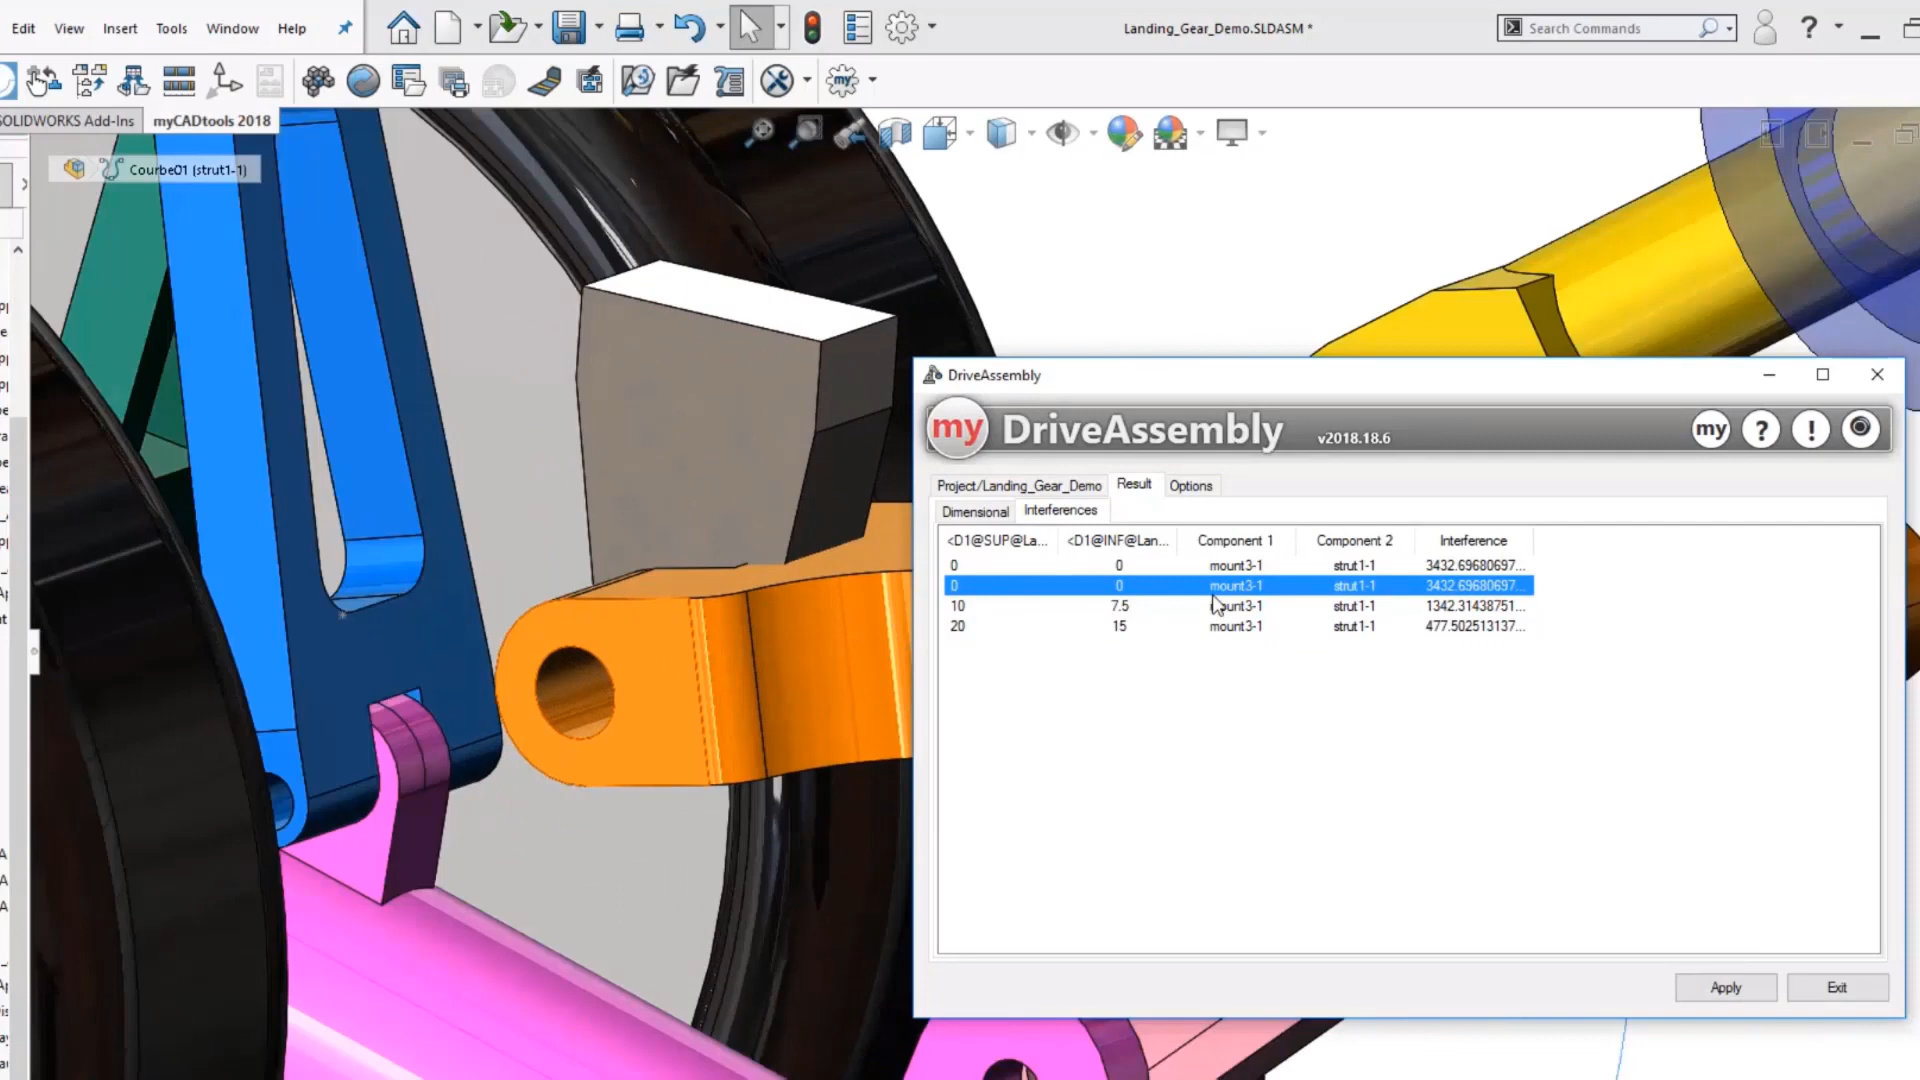 Edit View Insert Tools Window Help
Landing_Gear_Demo.SLDASM *
Search Commands
?
my
SOLIDWORKS Add-Ins myCADtools 2018
Courbe01 (strut1-1)
DriveAssembly
my DriveAssembly v2018.18.6 my ? !
Project/Landing_Gear_Demo Result Options
Dimensional Interferences
<D1@SUP@La... <D1@INF@Lan... Component 1 Component 2 Interference
0 0 mount3-1 strut1-1 3432.69680697...
0 0 mount3-1 strut1-1 3432.69680697...
10 7.5 mount3-1 strut1-1 1342.31438751...
20 15 mount3-1 strut1-1 477.502513137...
Apply Exit